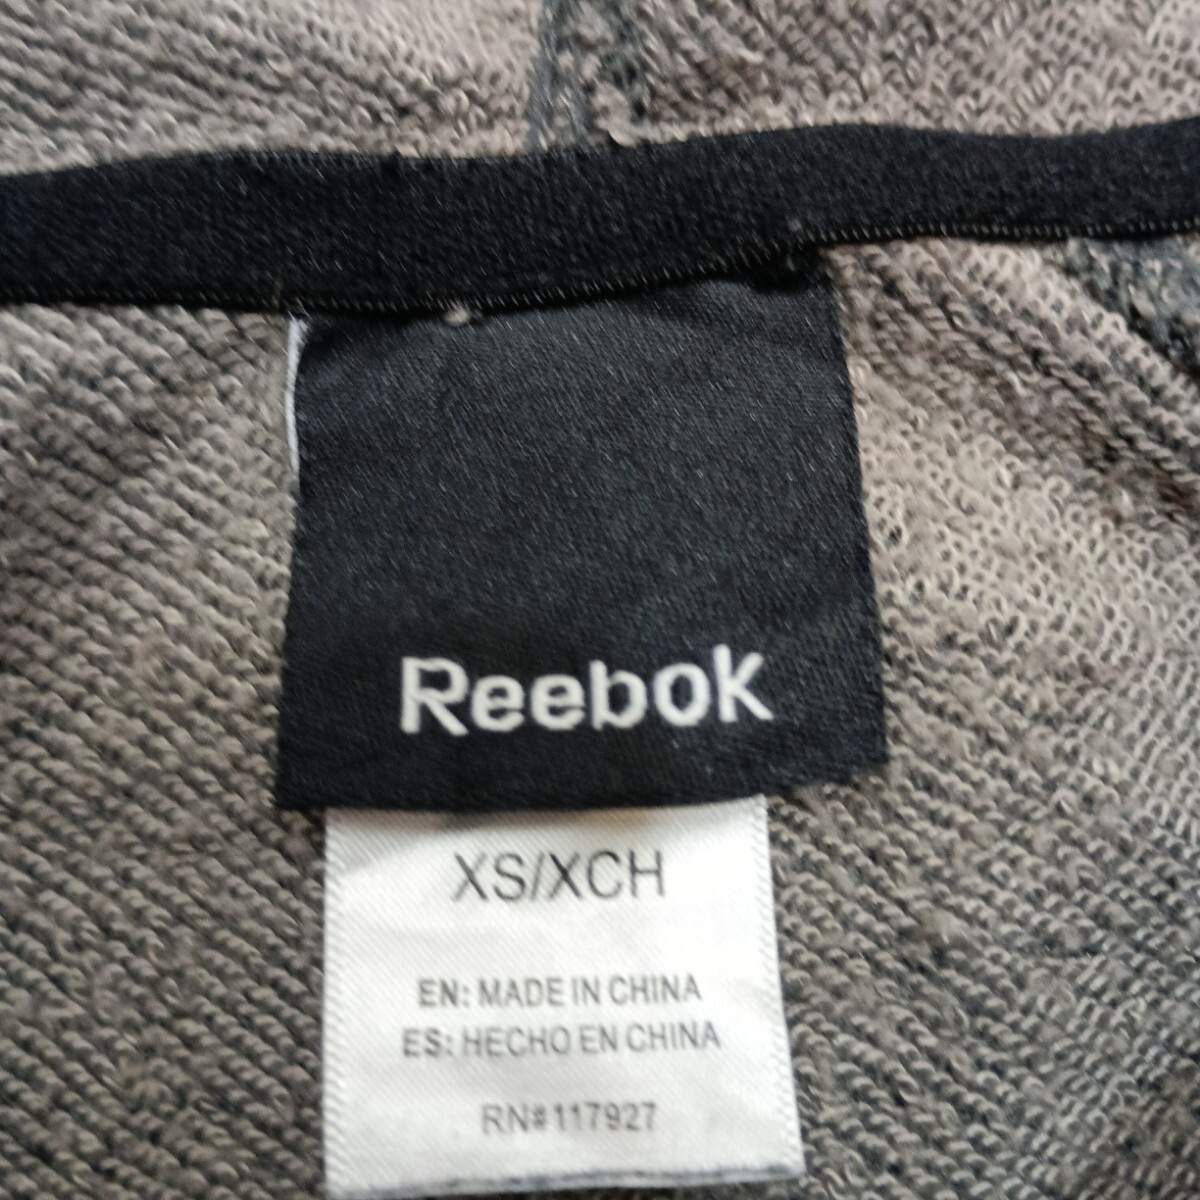 Reebok
XS/XCH
EN: MADE IN CHINA
ES: HECHO EN CHINA
RN#117927